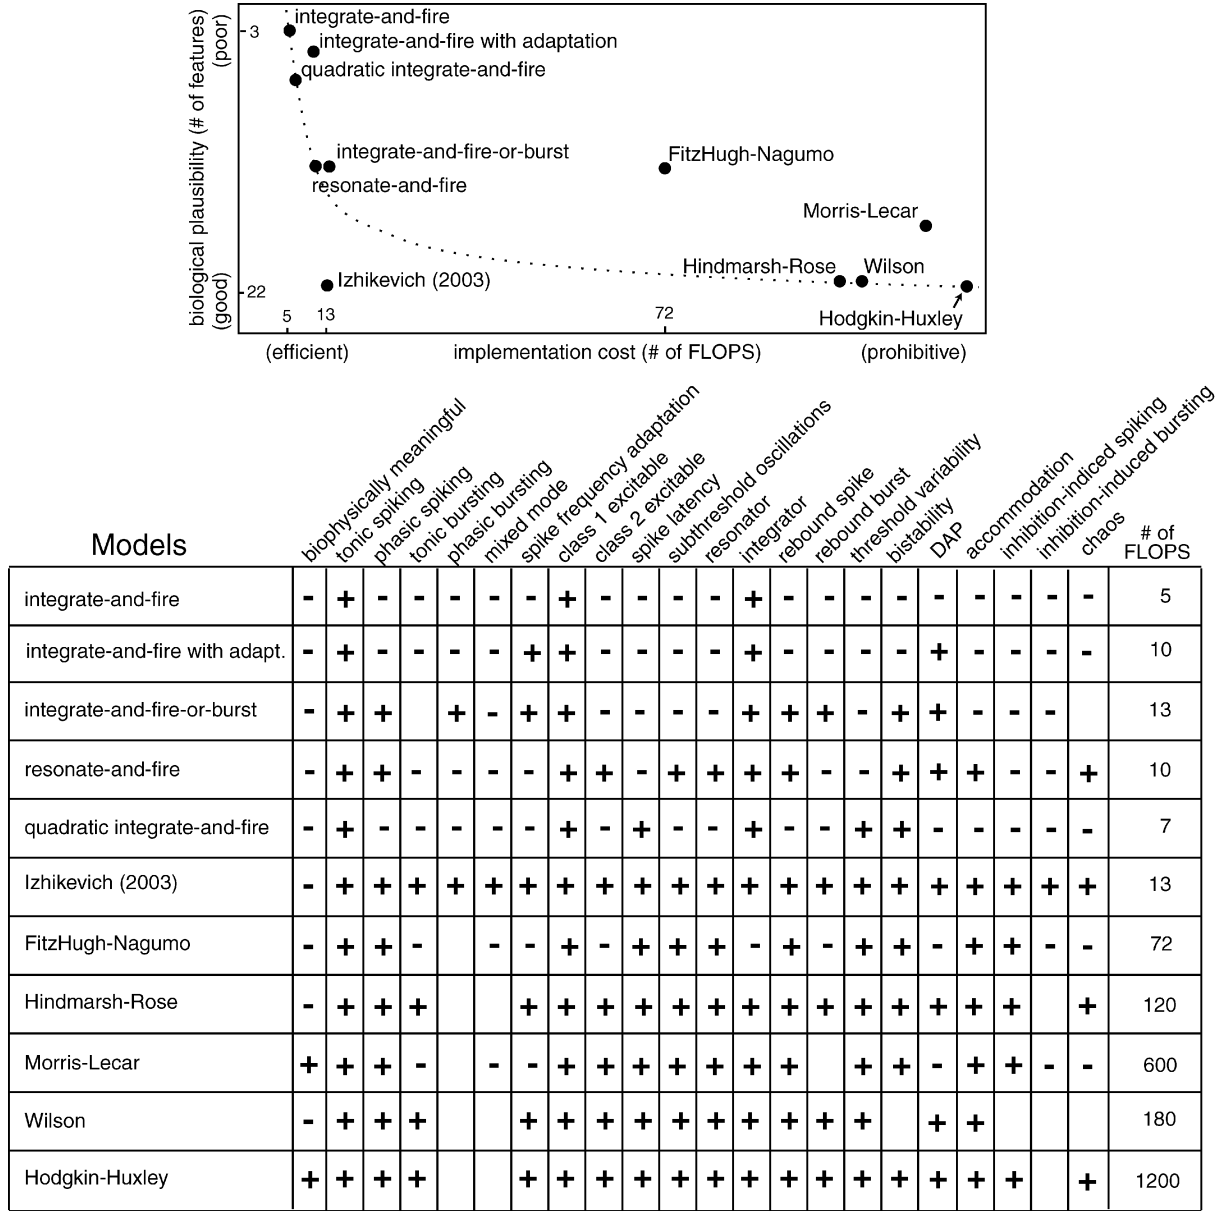 biological plausibility (# of features)
(poor)
(good)
3
22
integrate-and-fire
integrate-and-fire with adaptation
quadratic integrate-and-fire
integrate-and-fire-or-burst
resonate-and-fire
FitzHugh-Nagumo
Morris-Lecar
Izhikevich (2003)
Hindmarsh-Rose
Wilson
Hodgkin-Huxley
5
13
72
(efficient)
implementation cost (# of FLOPS)
(prohibitive)
Models
biophysically meaningful
tonic spiking
phasic spiking
tonic bursting
phasic bursting
mixed mode
spike frequency adaptation
class 1 excitable
class 2 excitable
spike latency
subthreshold oscillations
resonator
integrator
rebound spike
rebound burst
threshold variability
bistability
DAP
accommodation
inhibition-indiced spiking
inhibition-induced bursting
chaos
# of
FLOPS
integrate-and-fire - + - - - - - + - - - - + - - - - - - - - - 5
integrate-and-fire with adapt. - + - - - - + + - - - - + - - - - + - - - - 10
integrate-and-fire-or-burst - + + + - + + - - - - + + + - + + - - - 13
resonate-and-fire - + + - - - - + + - + + + + - - + + + - - + 10
quadratic integrate-and-fire - + - - - - - + - + - - + - - + + - - - - - 7
Izhikevich (2003) - + + + + + + + + + + + + + + + + + + + + + 13
FitzHugh-Nagumo - + + - - - + - + + + - + - + + - + + - - 72
Hindmarsh-Rose - + + + + + + + + + + + + + + + + + + 120
Morris-Lecar + + + - - - + + + + + + + + + - + + - - 600
Wilson - + + + + + + + + + + + + + + + 180
Hodgkin-Huxley + + + + + + + + + + + + + + + + + + + 1200